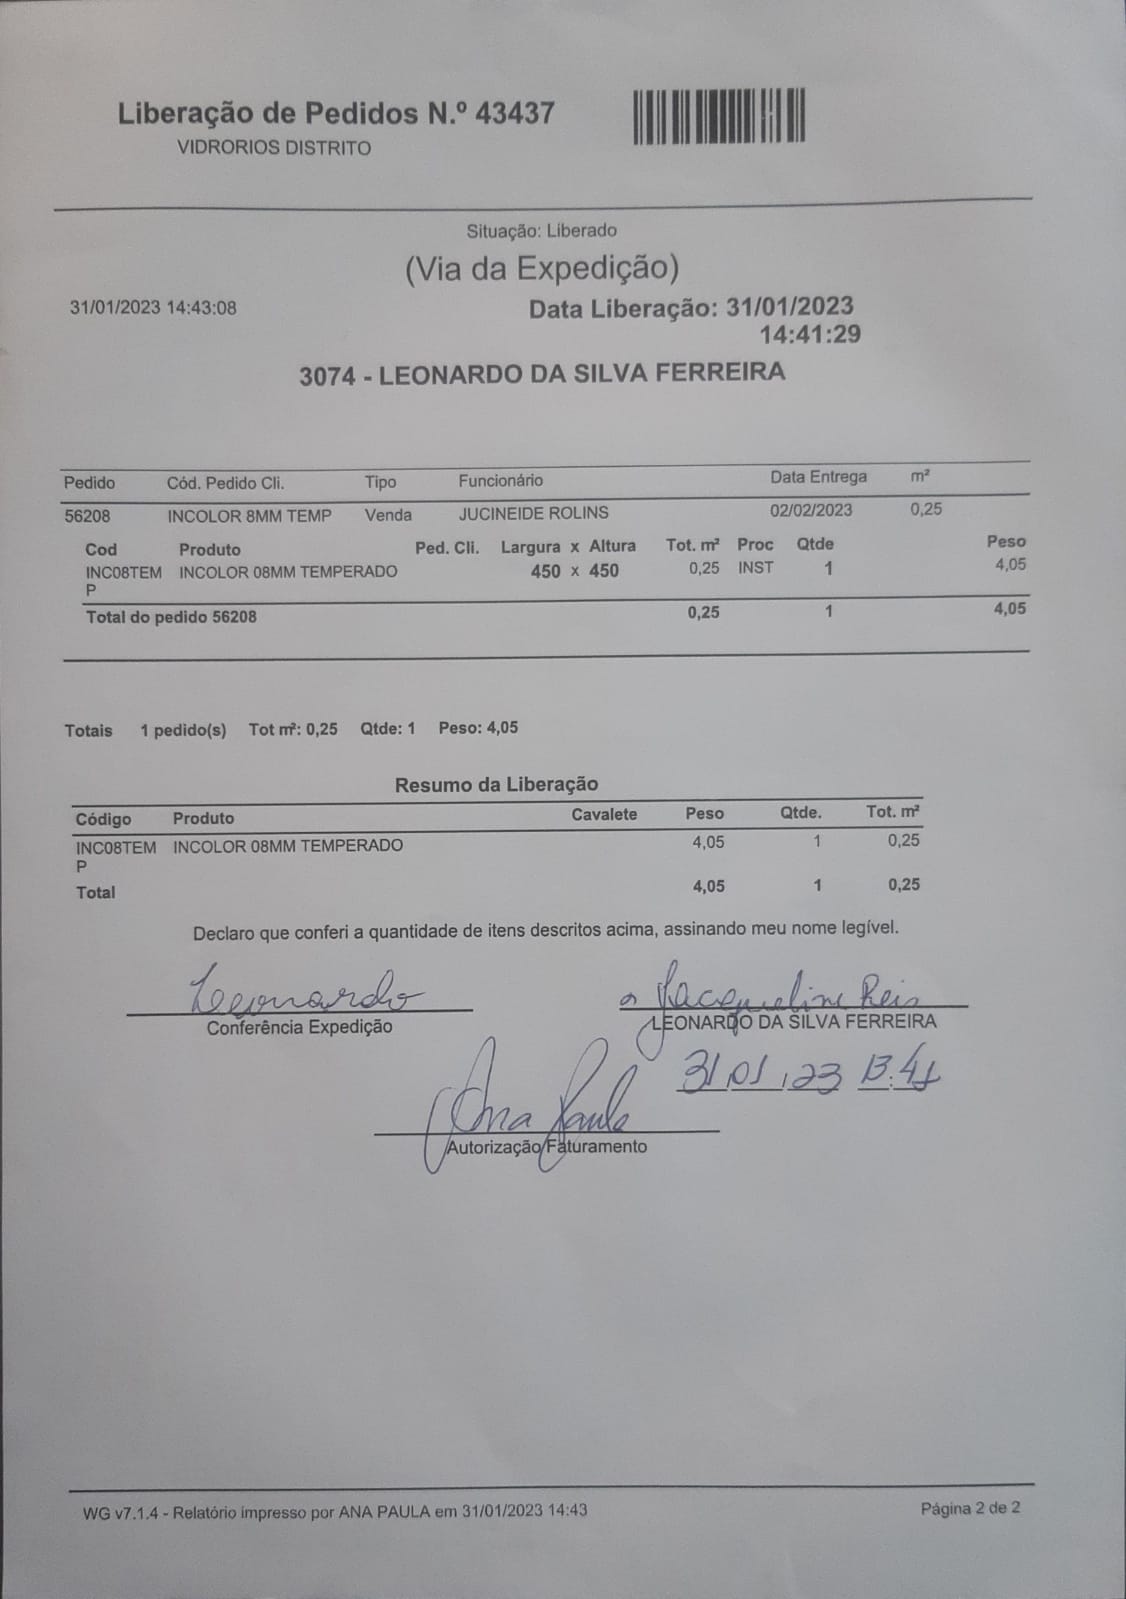 Liberação de Pedidos N.º 43437
VIDRORIOS DISTRITO
Situação: Liberado
(Via da Expedição)
31/01/2023 14:43:08
Data Liberação: 31/01/2023
14:41:29
3074 - LEONARDO DA SILVA FERREIRA
Pedido Cód. Pedido Cli. Tipo Funcionário Data Entrega m²
56208 INCOLOR 8MM TEMP Venda JUCINEIDE ROLINS 02/02/2023 0,25
Cod Produto Ped. Cli. Largura x Altura Tot. m² Proc Qtde Peso
INC08TEM INCOLOR 08MM TEMPERADO 450 x 450 0,25 INST 1 4,05
P
Total do pedido 56208 0,25 1 4,05
Totais 1 pedido(s) Tot m²: 0,25 Qtde: 1 Peso: 4,05
Resumo da Liberação
Código Produto Cavalete Peso Qtde. Tot. m²
INC08TEM INCOLOR 08MM TEMPERADO 4,05 1 0,25
P
Total 4,05 1 0,25
Declaro que conferi a quantidade de itens descritos acima, assinando meu nome legível.
Leonardo Jacqueline Reis
Conferência Expedição LEONARDO DA SILVA FERREIRA
31/01/23 13:41
Ana Paula
Autorização/Faturamento
WG v7.1.4 - Relatório impresso por ANA PAULA em 31/01/2023 14:43 Página 2 de 2